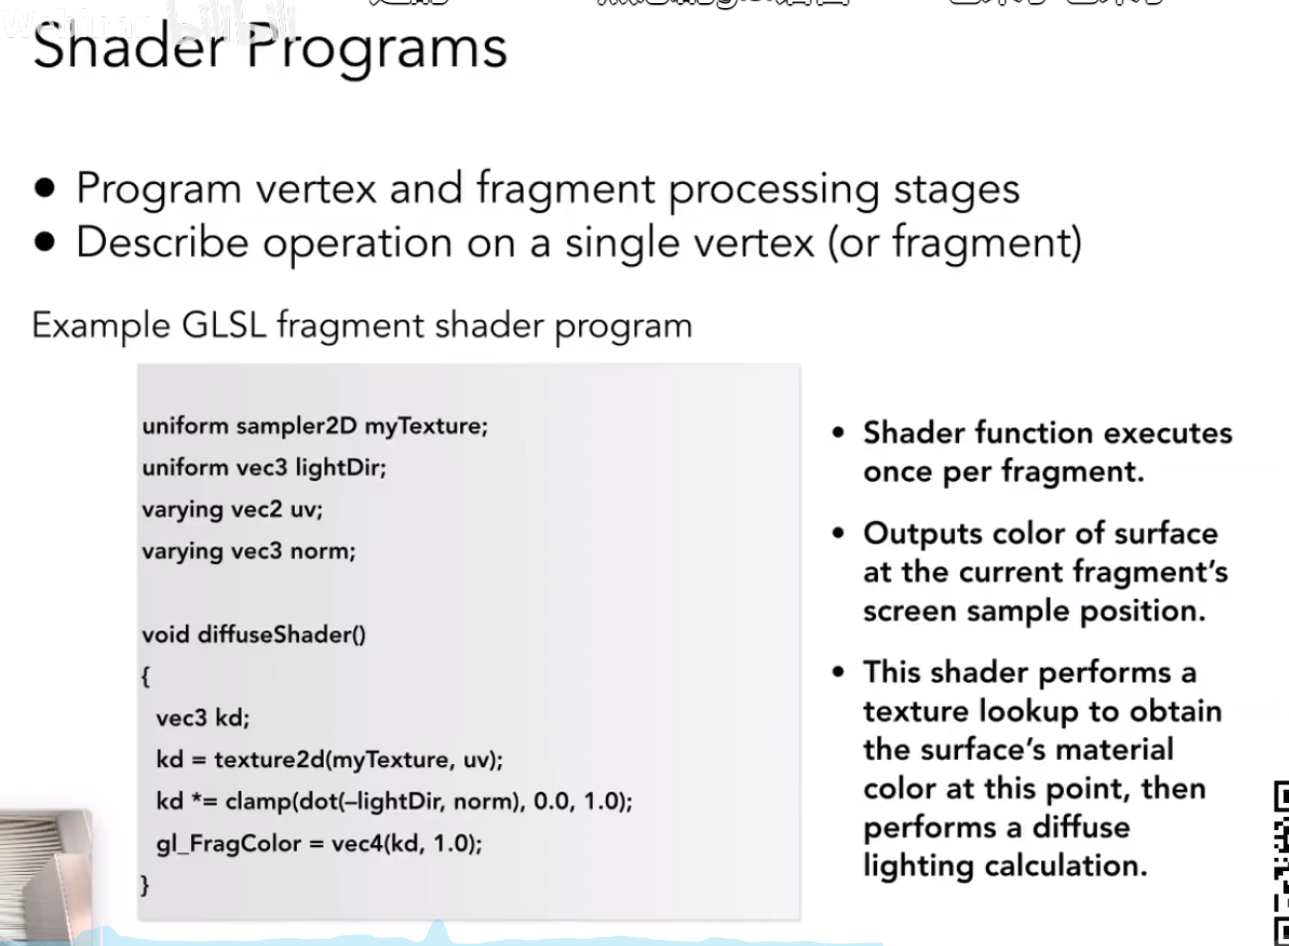 Webinar
Shader Programs
● Program vertex and fragment processing stages
● Describe operation on a single vertex (or fragment)
Example GLSL fragment shader program
uniform sampler2D myTexture;
uniform vec3 lightDir;
varying vec2 uv;
varying vec3 norm;
void diffuseShader()
{
vec3 kd;
kd = texture2d(myTexture, uv);
kd *= clamp(dot(–lightDir, norm), 0.0, 1.0);
gl_FragColor = vec4(kd, 1.0);
}
• Shader function executes
once per fragment.
• Outputs color of surface
at the current fragment’s
screen sample position.
• This shader performs a
texture lookup to obtain
the surface’s material
color at this point, then
performs a diffuse
lighting calculation.